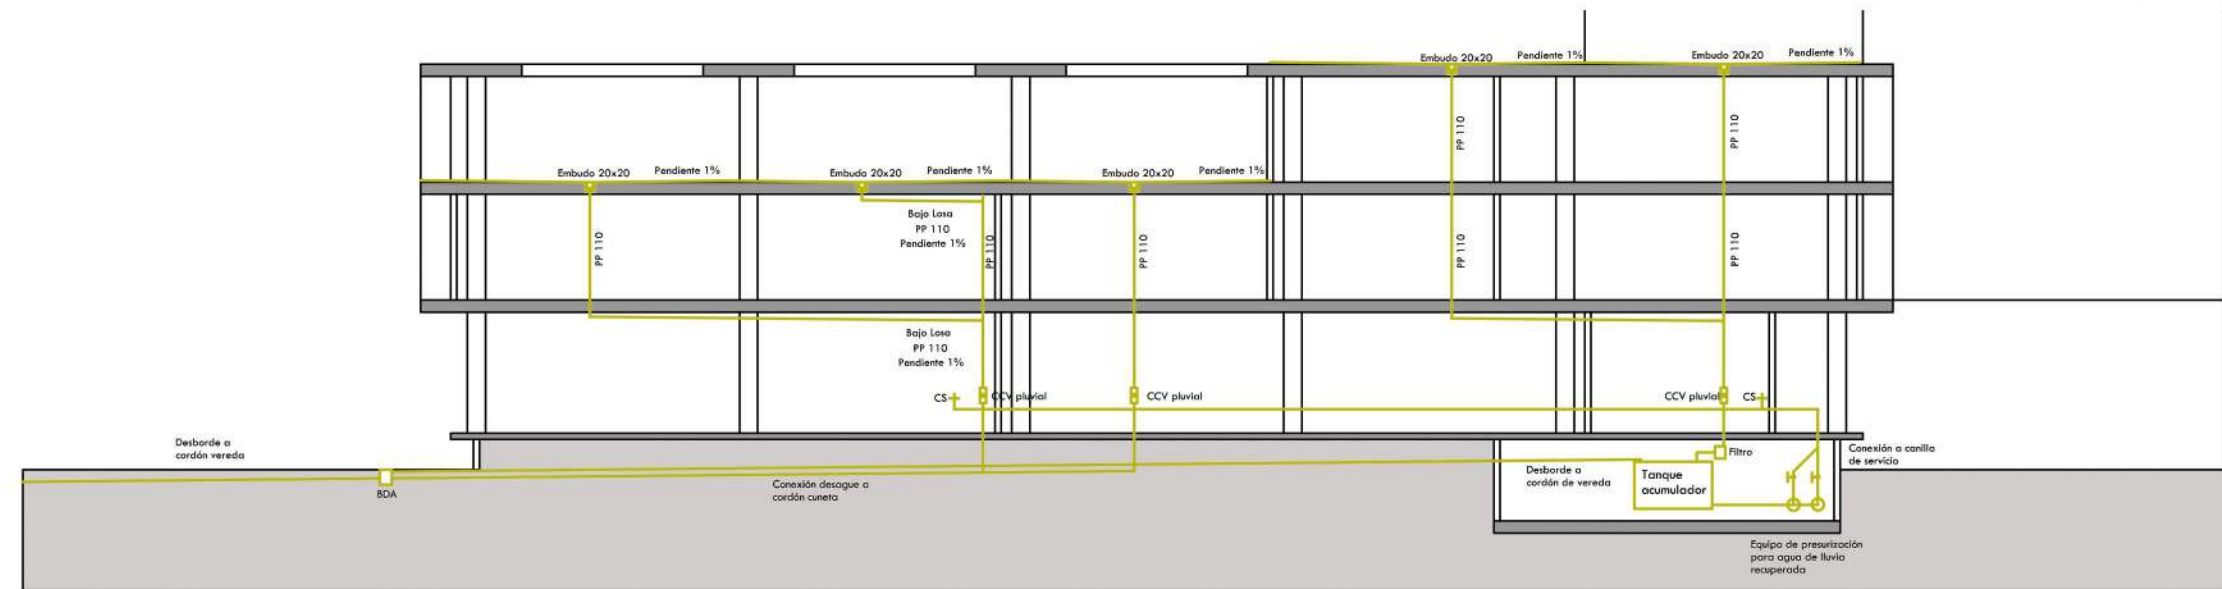 Embudo 20x20
Pendiente 1%
Embudo 20x20
Pendiente 1%
PP 110
PP 110
Embudo 20x20
Pendiente 1%
Embudo 20x20
Pendiente 1%
Embudo 20x20
Pendiente 1%
Bajo Losa
PP 110
Pendiente 1%
PP 110
PP 110
PP 110
PP 110
PP 110
Bajo Losa
PP 110
Pendiente 1%
CS
CCV pluvial
CCV pluvial
CCV pluvial
CS
Desborde a
cordón vereda
BDA
Conexión desague a
cordón cuneta
Desborde a
cordón de vereda
Filtro
Tanque
acumulador
Conexión a canilla
de servicio
Equipo de presurización
para agua de lluvia
recuperada